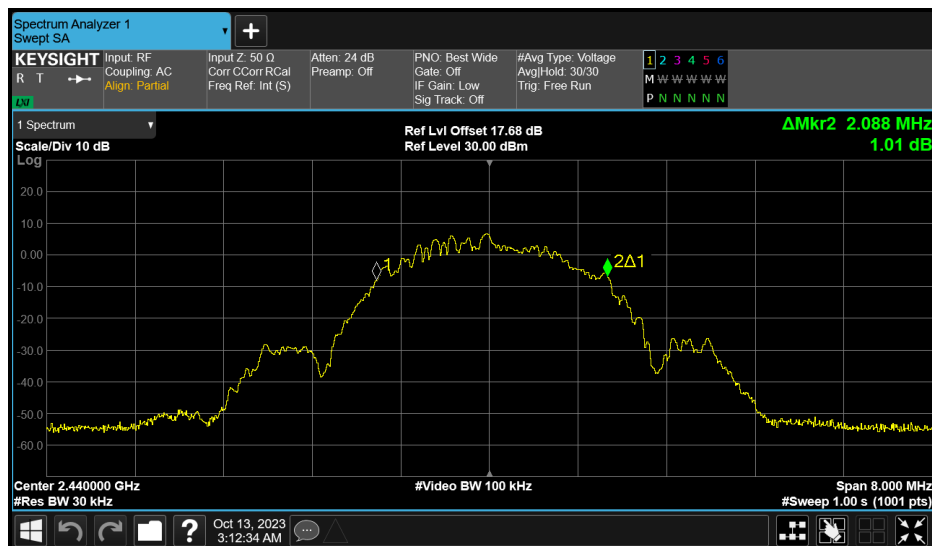 Spectrum Analyzer 1
Swept SA
+
KEYSIGHT
R T
LXI
Input: RF
Coupling: AC
Align: Partial
Input Z: 50 Ω
Corr CCorr RCal
Freq Ref: Int (S)
Atten: 24 dB
Preamp: Off
PNO: Best Wide
Gate: Off
IF Gain: Low
Sig Track: Off
#Avg Type: Voltage
Avg|Hold: 30/30
Trig: Free Run
1 2 3 4 5 6
M W W W W W
P N N N N N
1 Spectrum
Scale/Div 10 dB
Ref Lvl Offset 17.68 dB
Ref Level 30.00 dBm
ΔMkr2 2.088 MHz
1.01 dB
Log
20.0
10.0
0.00
1
2Δ1
-10.0
-20.0
-30.0
-40.0
-50.0
-60.0
Center 2.440000 GHz
#Video BW 100 kHz
Span 8.000 MHz
#Res BW 30 kHz
#Sweep 1.00 s (1001 pts)
?
Oct 13, 2023
3:12:34 AM